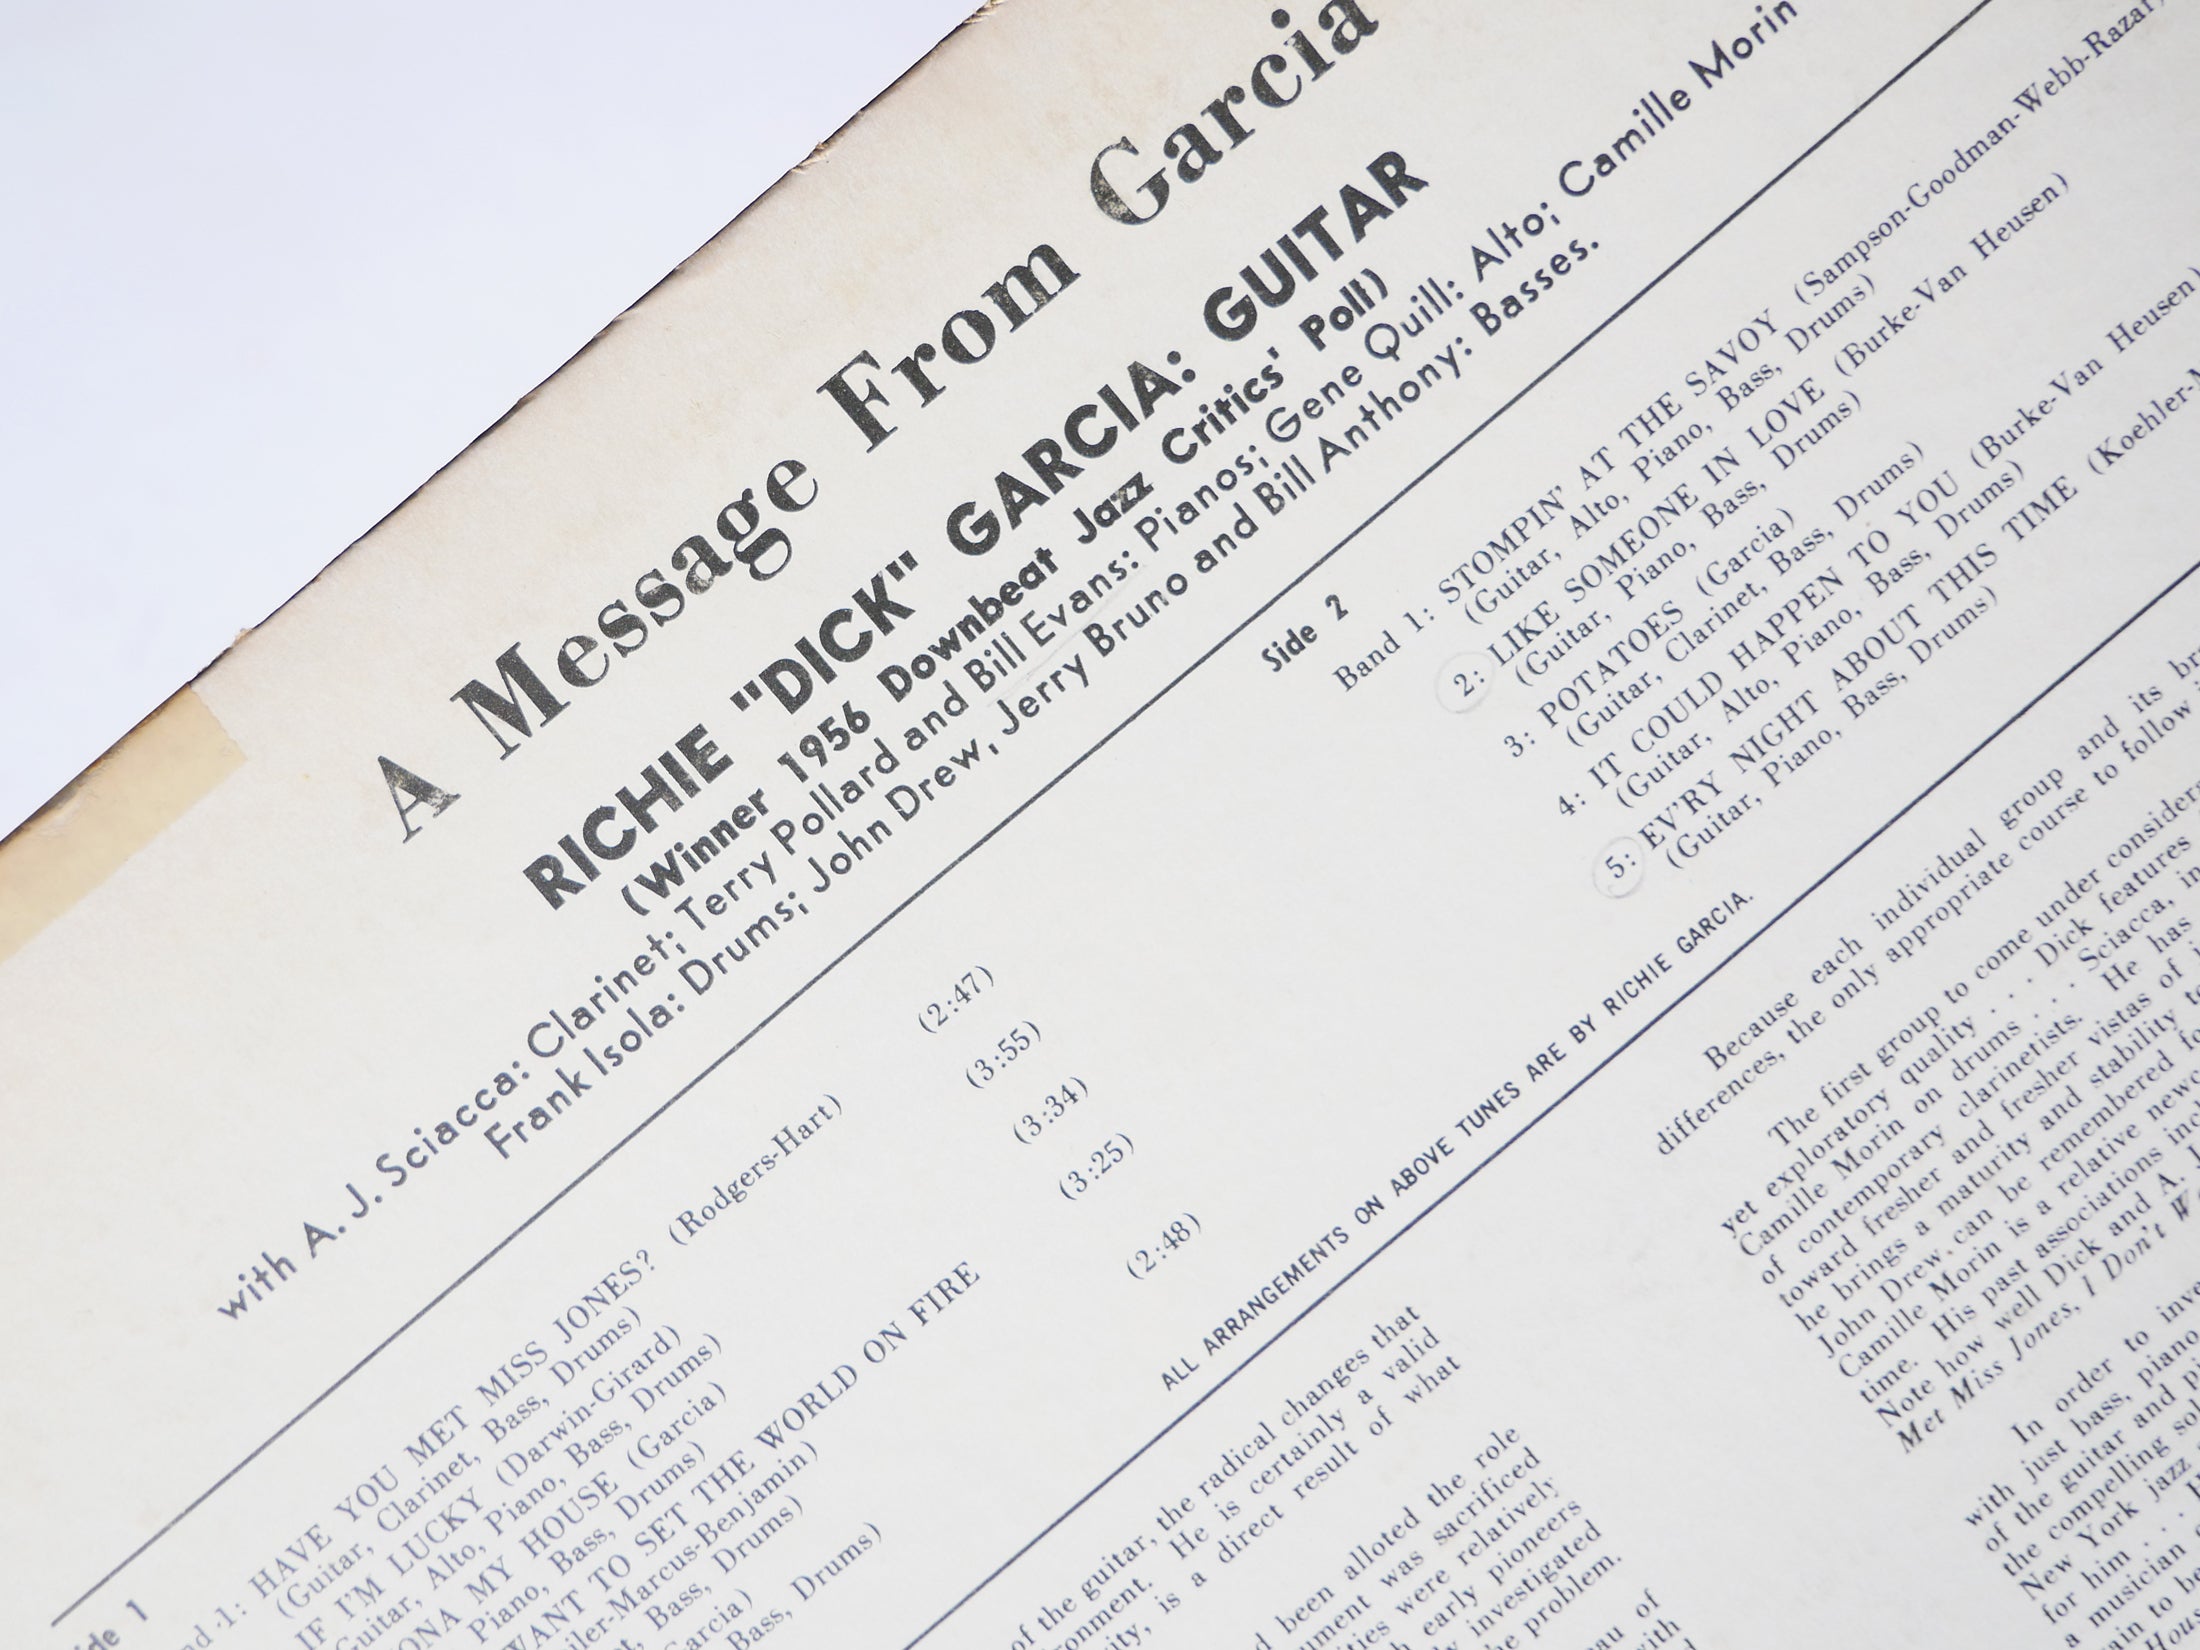 A Message From Garcia
RICHIE "DICK" GARCIA: GUITAR
(Winner 1956 Downbeat Jazz Critics' Poll)
with A. J. Sciacca: Clarinet; Terry Pollard and Bill Evans: Pianos; Gene Quill: Alto; Camille Morin
Frank Isola: Drums; John Drew, Jerry Bruno and Bill Anthony: Basses.
1
1: HAVE YOU MET MISS JONES? (Rodgers-Hart) (2:47)
(Guitar, Clarinet, Bass, Drums)
IF I'M LUCKY (Darwin-Girard) (3:55)
Guitar, Alto, Piano, Bass, Drums)
MY HOUSE (Garcia) (3:34)
Piano, Bass, Drums)
WANT TO SET THE WORLD ON FIRE (3:25)
Marcus-Benjamin)
Bass, Drums)
Garcia) (2:48)
Bass, Drums)
Side 2
Band 1: STOMPIN' AT THE SAVOY (Sampson-Goodman-Webb-Razaf)
(Guitar, Alto, Piano, Bass, Drums)
2: LIKE SOMEONE IN LOVE (Burke-Van Heusen)
(Guitar, Piano, Bass, Drums)
3: POTATOES (Garcia)
(Guitar, Clarinet, Bass, Drums)
4: IT COULD HAPPEN TO YOU (Burke-Van Heusen)
(Guitar, Alto, Piano, Bass, Drums)
5: EV'RY NIGHT ABOUT THIS TIME (Koehler-
(Guitar, Piano, Bass, Drums)
ALL ARRANGEMENTS ON ABOVE TUNES ARE BY RICHIE GARCIA.
of the guitar, the radical changes that
He is certainly a valid
is a direct result of what
been alloted the role
was sacrificed
were relatively
early pioneers
investigated
the problem.
of
with
Because each individual group and its
differences, the only appropriate course to follow
The first group to come under
yet exploratory quality . . . Dick features
Camille Morin on drums . . . Sciacca, in
of contemporary clarinetists. He has
toward fresher and fresher vistas of
he brings a maturity and stability
John Drew, can be remembered
Camille Morin is a relative
time. His past associations
Note how well Dick and A. J.
Met Miss Jones, I Don't
In order to
with just bass, piano
of the guitar and
the compelling
New York jazz
for him . . .
a musician
to